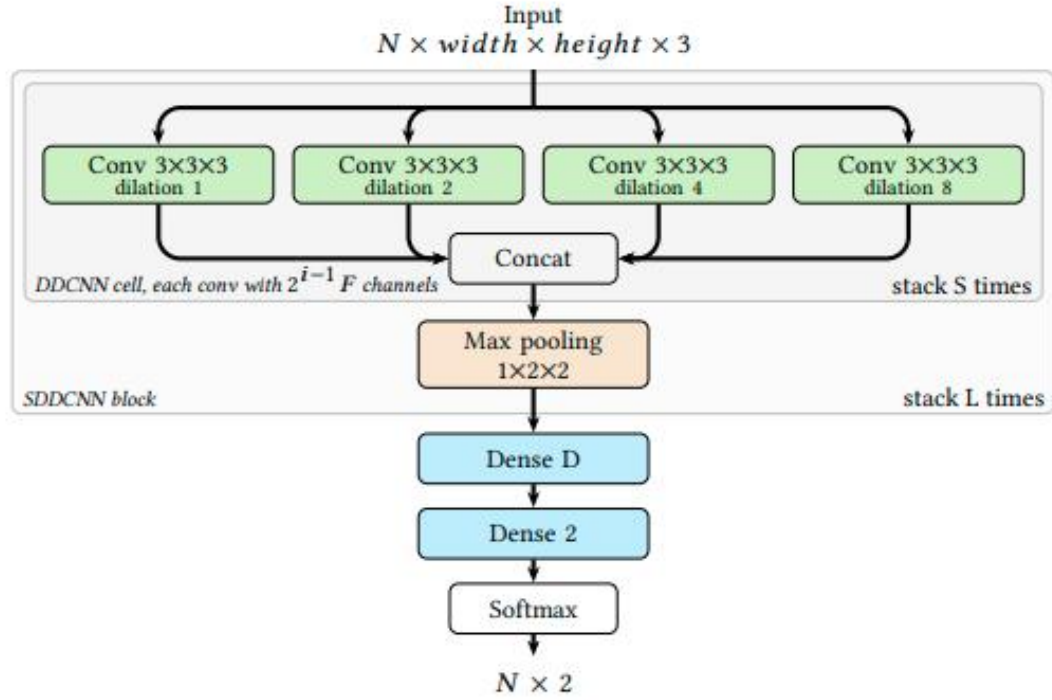 Input
N × width × height × 3
Conv 3×3×3
dilation 1
Conv 3×3×3
dilation 2
Conv 3×3×3
dilation 4
Conv 3×3×3
dilation 8
Concat
DDCNN cell, each conv with 2^{i−1} F channels
stack S times
Max pooling
1×2×2
SDDCNN block
stack L times
Dense D
Dense 2
Softmax
N × 2